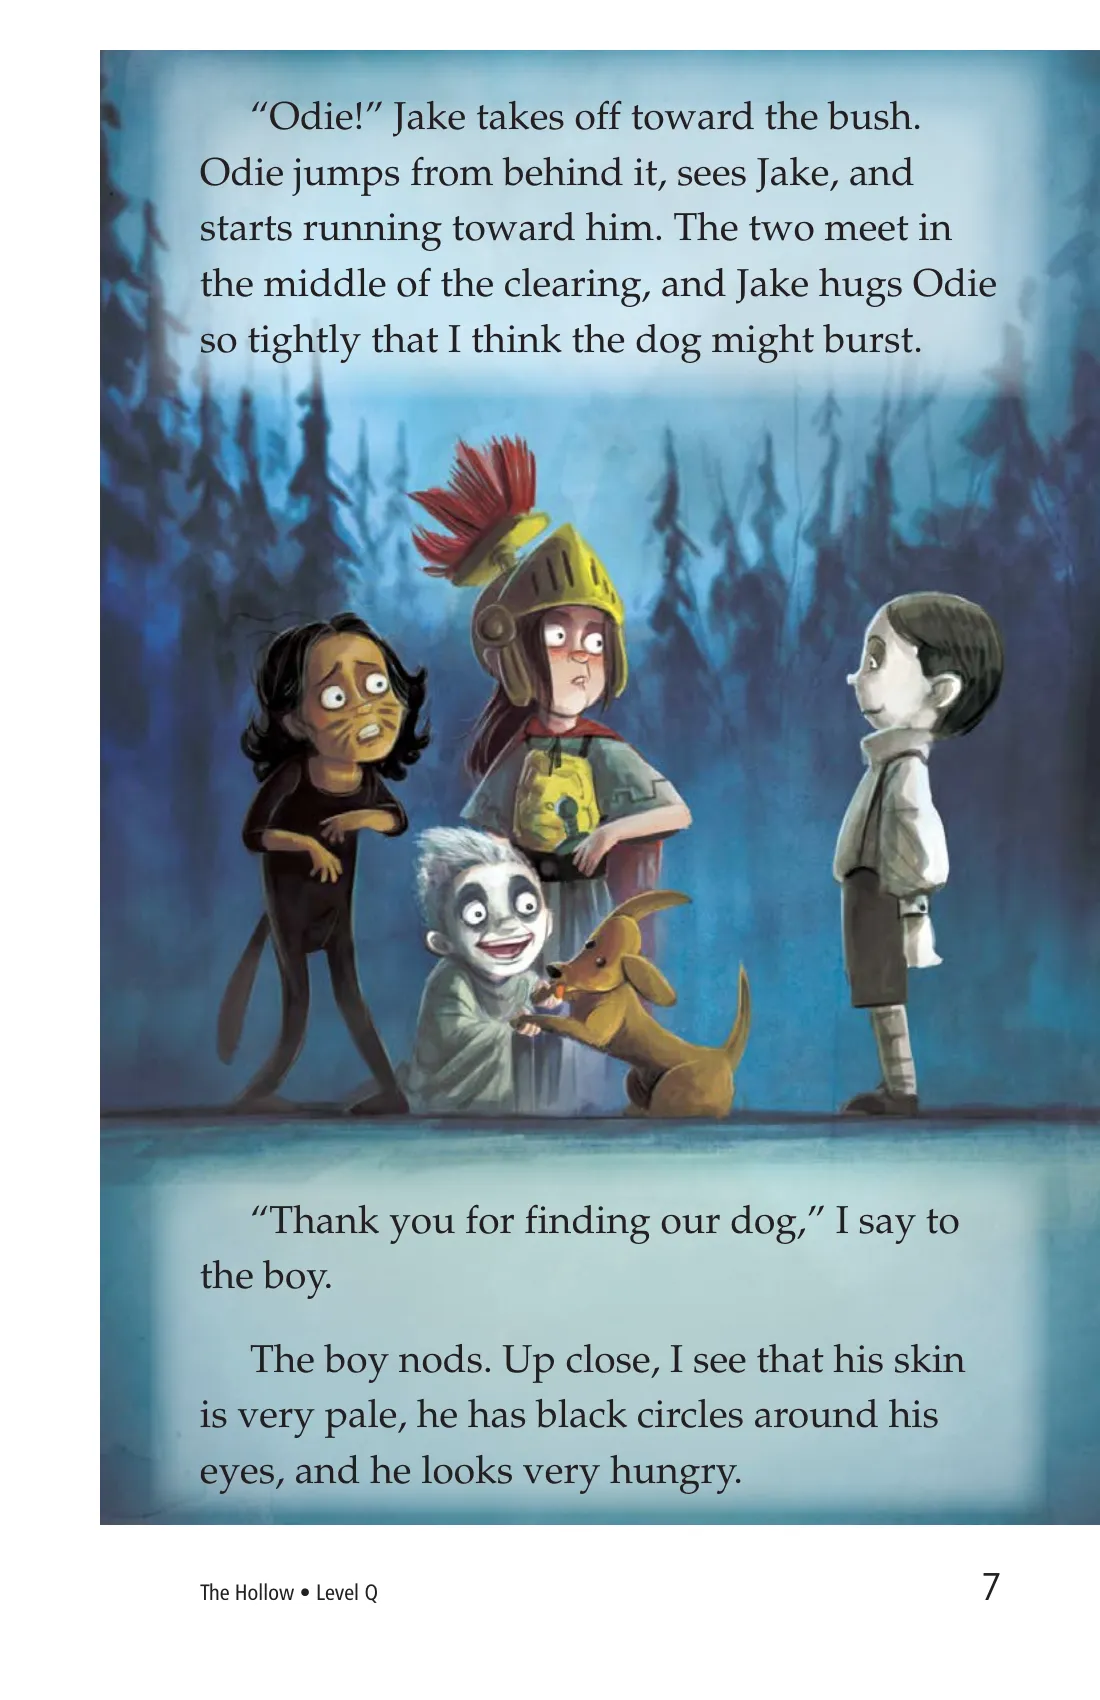 “Odie!” Jake takes off toward the bush.
Odie jumps from behind it, sees Jake, and
starts running toward him. The two meet in
the middle of the clearing, and Jake hugs Odie
so tightly that I think the dog might burst.
“Thank you for finding our dog,” I say to
the boy.
The boy nods. Up close, I see that his skin
is very pale, he has black circles around his
eyes, and he looks very hungry.
The Hollow • Level Q
7